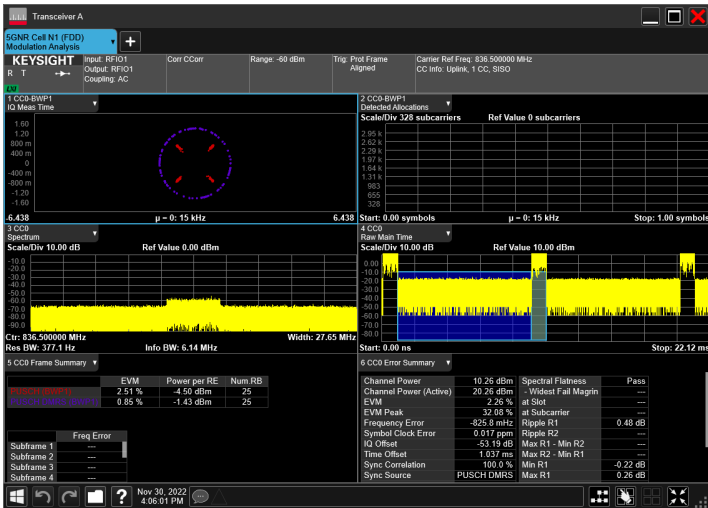 Transceiver A
5GNR Cell N1 (FDD)
Modulation Analysis
KEYSIGHT
R T
LXI
Input: RFIO1
Output: RFIO1
Coupling: AC
Corr CCorr
Range: -60 dBm
Trig: Prot Frame
Aligned
Carrier Ref Freq: 836.500000 MHz
CC Info: Uplink, 1 CC, SISO
1 CC0-BWP1
IQ Meas Time
1.60
1.20
800 m
400 m
0
-400 m
-800 m
-1.20
-1.60
-6.438 μ – 0: 15 kHz 6.438
2 CC0-BWP1
Detected Allocations
Scale/Div 328 subcarriers Ref Value 0 subcarriers
2.95 k
2.62 k
2.29 k
1.97 k
1.64 k
1.31 k
983
655
328
Start: 0.00 symbols μ – 0: 15 kHz Stop: 1.00 symbols
3 CC0
Spectrum
Scale/Div 10.00 dB Ref Value 0.00 dBm
-10.0
-20.0
-30.0
-40.0
-50.0
-60.0
-70.0
-80.0
-90.0
Ctr: 836.500000 MHz Width: 27.65 MHz
Res BW: 377.1 Hz Info BW: 6.14 MHz
4 CC0
Raw Main Time
Scale/Div 10.00 dB Ref Value 10.00 dBm
0.00
-10.0
-20.0
-30.0
-40.0
-50.0
-60.0
-70.0
-80.0
Start: 0.00 ns Stop: 22.12 ms
5 CC0 Frame Summary
EVM Power per RE Num.RB
2.51 % -4.50 dBm 25
0.85 % -1.43 dBm 25
Freq Error
Subframe 1 ---
Subframe 2 ---
Subframe 3 ---
Subframe 4 ---
6 CC0 Error Summary
Channel Power 10.26 dBm Spectral Flatness Pass
Channel Power (Active) 20.26 dBm - Widest Fail Magrin ---
EVM 2.26 % at Slot ---
EVM Peak 32.08 % at Subcarrier ---
Frequency Error -825.8 mHz Ripple R1 0.48 dB
Symbol Clock Error 0.017 ppm Ripple R2 ---
IQ Offset -53.19 dB Max R1 - Min R2 ---
Time Offset 1.037 ms Max R2 - Min R1 ---
Sync Correlation 100.0 % Min R1 -0.22 dB
Sync Source PUSCH DMRS Max R1 0.26 dB
Nov 30, 2022
4:06:01 PM